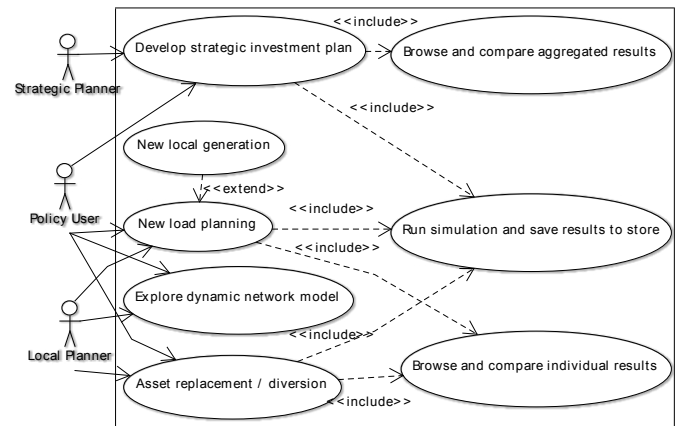 <<include>>
Develop strategic investment plan
Browse and compare aggregated results
Strategic Planner
<<include>>
New local generation
<<extend>>
Policy User
New load planning
<<include>>
Run simulation and save results to store
<<include>>
Explore dynamic network model
<<include>>
Local Planner
Asset replacement / diversion
Browse and compare individual results
<<include>>